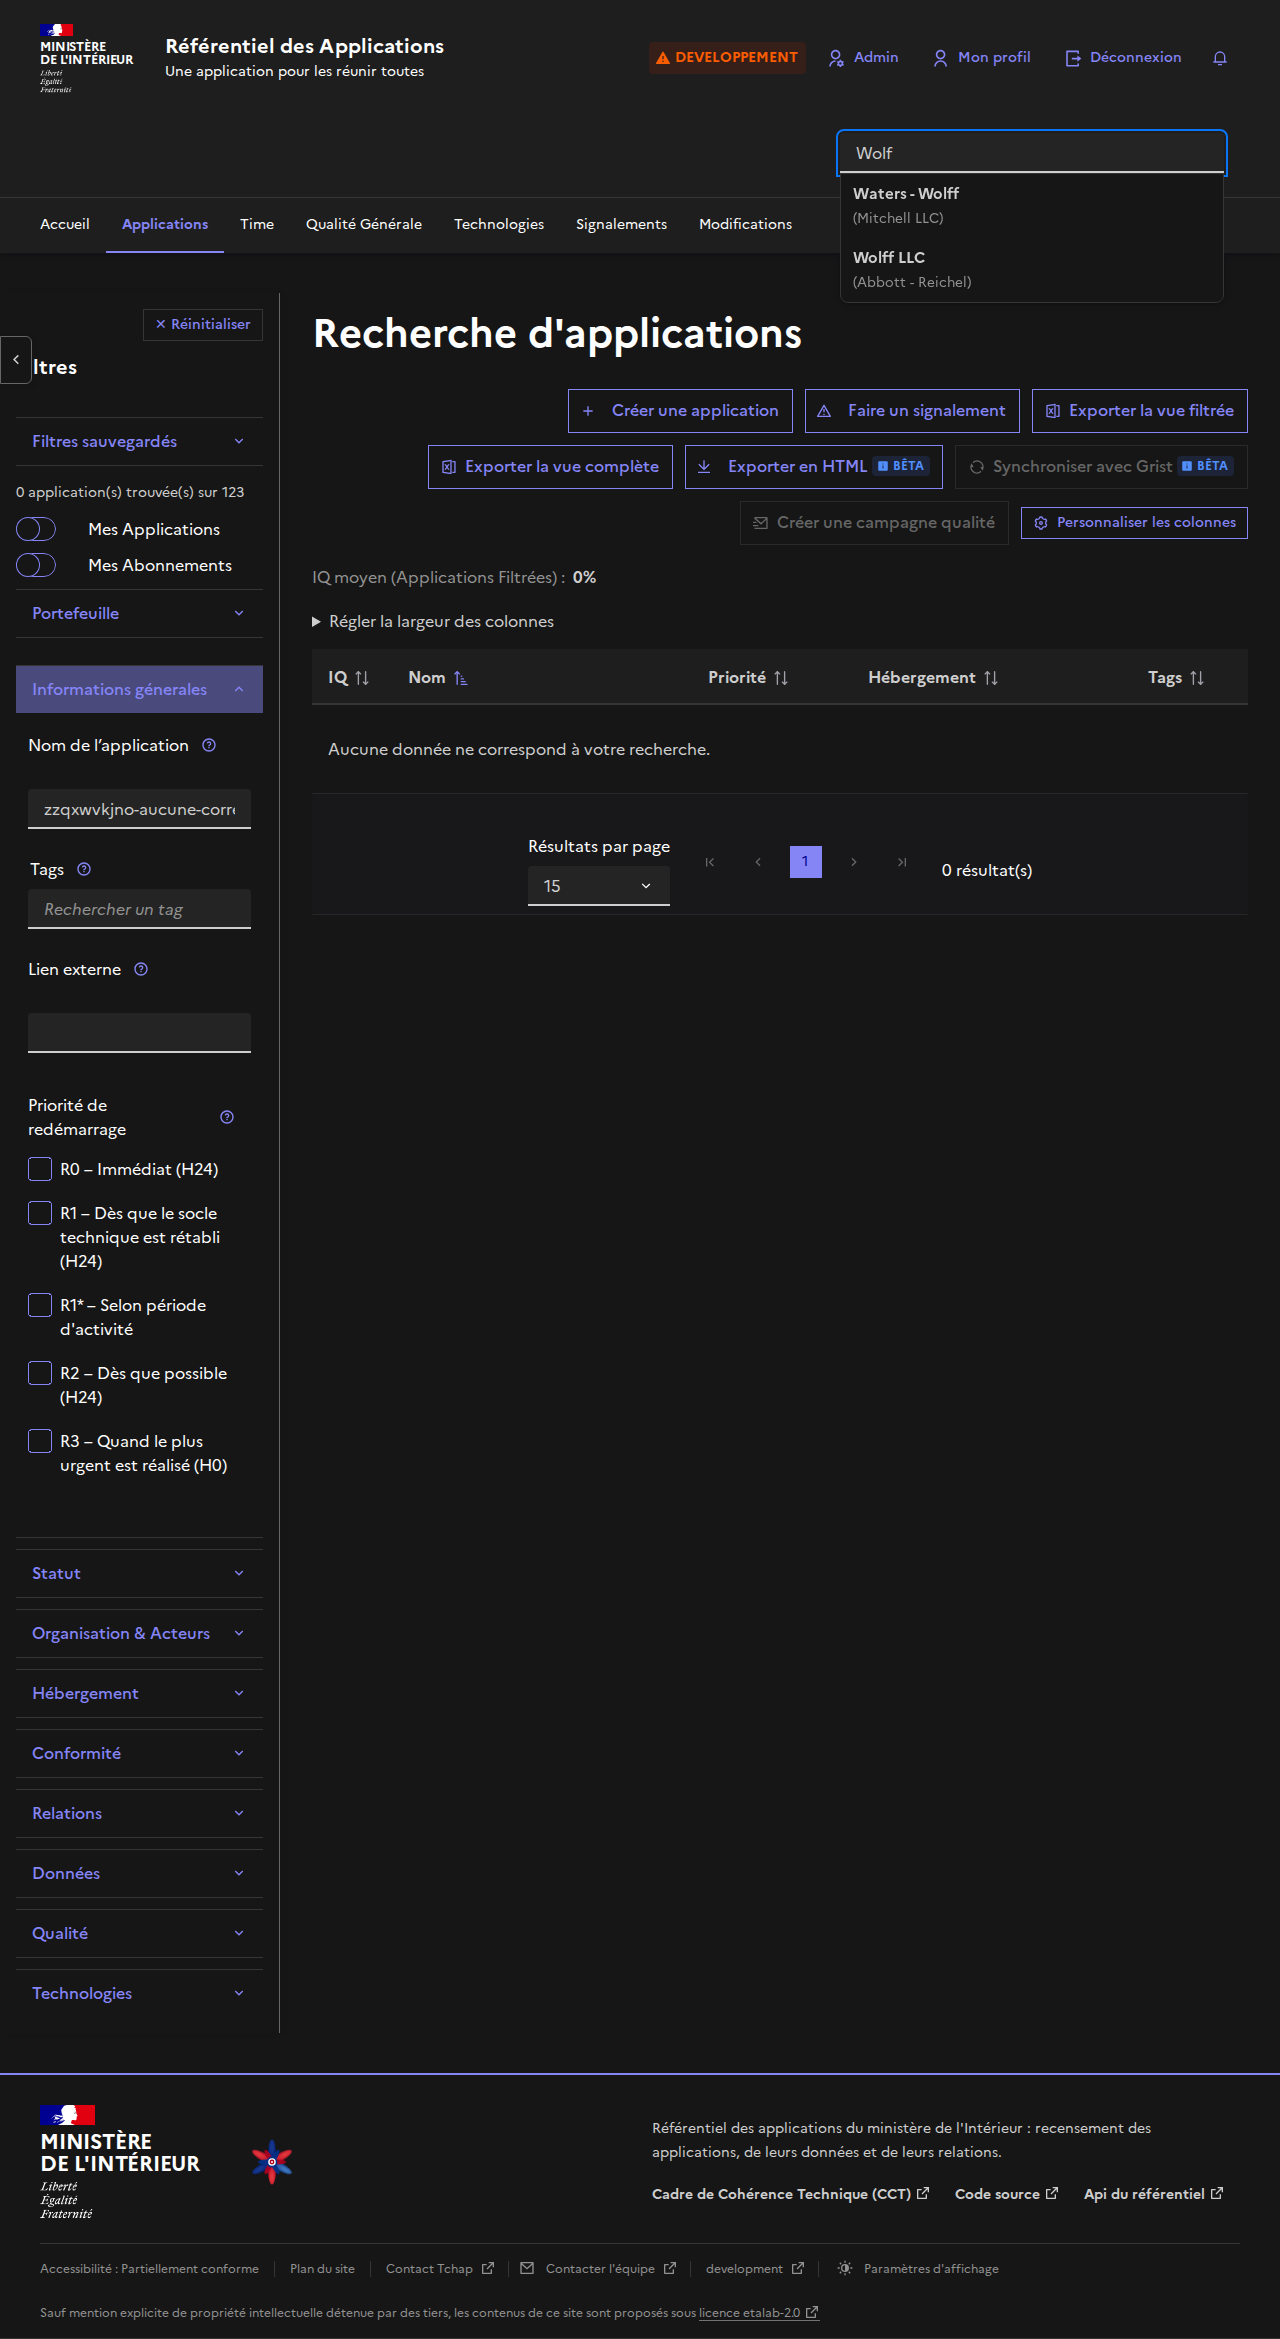 MINISTÈRE
DE L'INTÉRIEUR
Liberté
Égalité
Fraternité
Référentiel des Applications
Une application pour les réunir toutes
DEVELOPPEMENT
Admin
Mon profil
Déconnexion
Wolf
Waters - Wolff
(Mitchell LLC)
Wolff LLC
(Abbott - Reichel)
Accueil
Applications
Time
Qualité Générale
Technologies
Signalements
Modifications
Réinitialiser
ltres
Filtres sauvegardés
0 application(s) trouvée(s) sur 123
Mes Applications
Mes Abonnements
Portefeuille
Informations génerales
Nom de l’application
zzqxwvkjno-aucune-corre
Tags
Rechercher un tag
Lien externe
Priorité de
redémarrage
R0 – Immédiat (H24)
R1 – Dès que le socle
technique est rétabli
(H24)
R1* – Selon période
d'activité
R2 – Dès que possible
(H24)
R3 – Quand le plus
urgent est réalisé (H0)
Statut
Organisation & Acteurs
Hébergement
Conformité
Relations
Données
Qualité
Technologies
Recherche d'applications
Créer une application
Faire un signalement
Exporter la vue filtrée
Exporter la vue complète
Exporter en HTML BÊTA
Synchroniser avec Grist BÊTA
Créer une campagne qualité
Personnaliser les colonnes
IQ moyen (Applications Filtrées) : 0%
Régler la largeur des colonnes
IQ
Nom
Priorité
Hébergement
Tags
Aucune donnée ne correspond à votre recherche.
Résultats par page
15
1
0 résultat(s)
MINISTÈRE
DE L'INTÉRIEUR
Liberté
Égalité
Fraternité
Référentiel des applications du ministère de l'Intérieur : recensement des
applications, de leurs données et de leurs relations.
Cadre de Cohérence Technique (CCT)
Code source
Api du référentiel
Accessibilité : Partiellement conforme
Plan du site
Contact Tchap
Contacter l'équipe
development
Paramètres d'affichage
Sauf mention explicite de propriété intellectuelle détenue par des tiers, les contenus de ce site sont proposés sous licence etalab-2.0